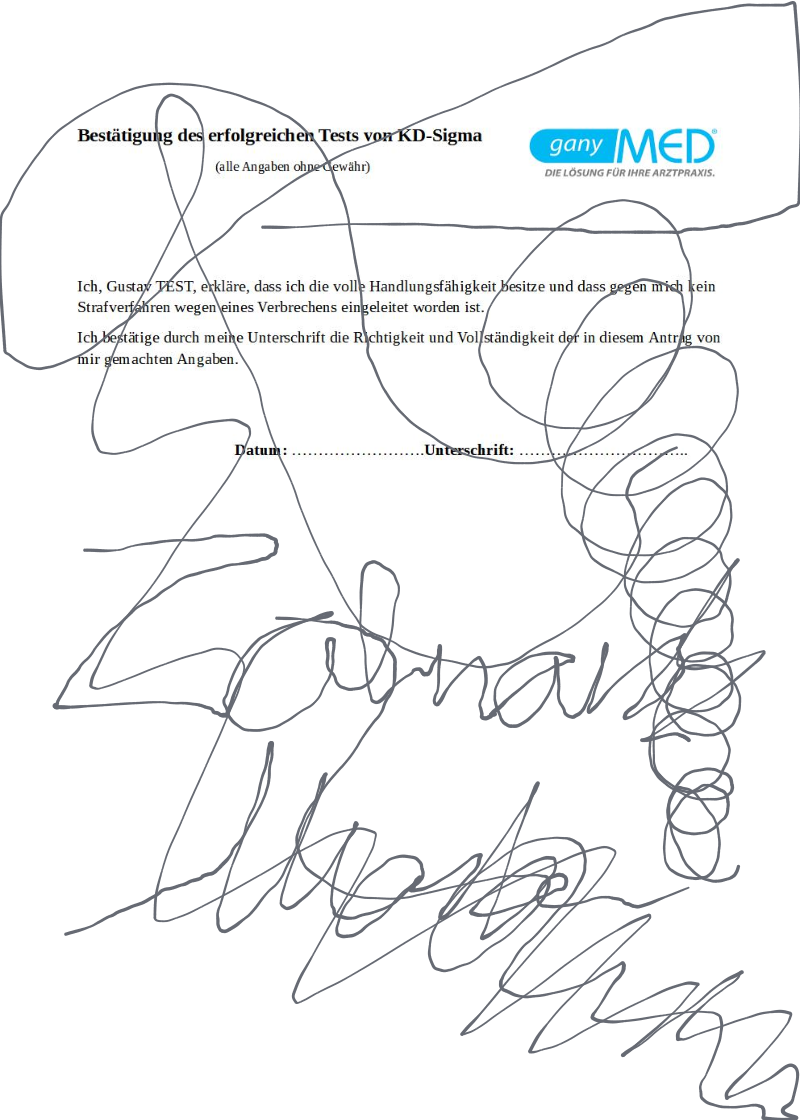 Bestätigung des erfolgreichen Tests von KD-Sigma
(alle Angaben ohne Gewähr)
gany MED®
DIE LÖSUNG FÜR IHRE ARZTPRAXIS.
Ich, Gustav TEST, erkläre, dass ich die volle Handlungsfähigkeit besitze und dass gegen mich kein
Strafverfahren wegen eines Verbrechens eingeleitet worden ist.
Ich bestätige durch meine Unterschrift die Richtigkeit und Vollständigkeit der in diesem Antrag von
mir gemachten Angaben.
Datum: ……………………..Unterschrift: …………………………..